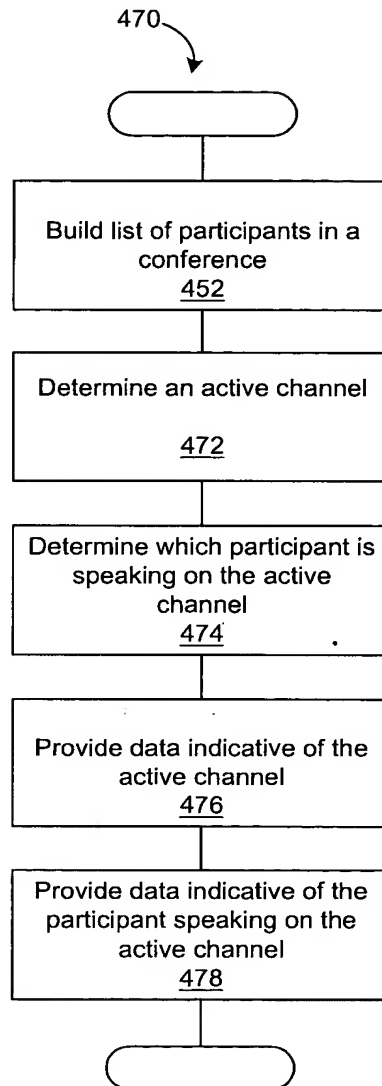 470
Build list of participants in a
conference
452
Determine an active channel
472
Determine which participant is
speaking on the active
channel
474
Provide data indicative of the
active channel
476
Provide data indicative of the
participant speaking on the
active channel
478